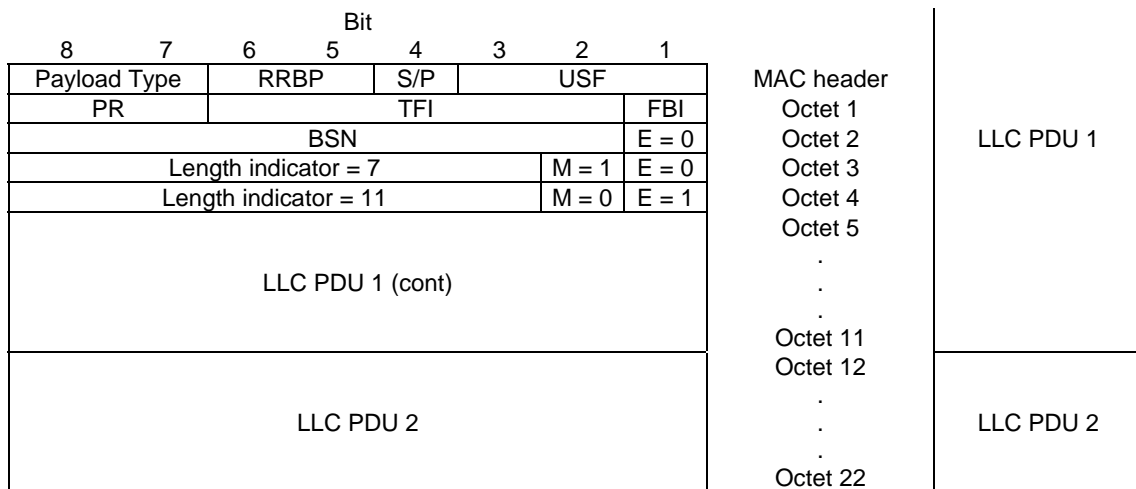 Bit
8 7 6 5 4 3 2 1
Payload Type RRBP S/P USF MAC header
PR TFI FBI Octet 1
BSN E = 0 Octet 2 LLC PDU 1
Length indicator = 7 M = 1 E = 0 Octet 3
Length indicator = 11 M = 0 E = 1 Octet 4
Octet 5
.
LLC PDU 1 (cont) .
.
Octet 11
Octet 12
.
LLC PDU 2 . LLC PDU 2
.
Octet 22